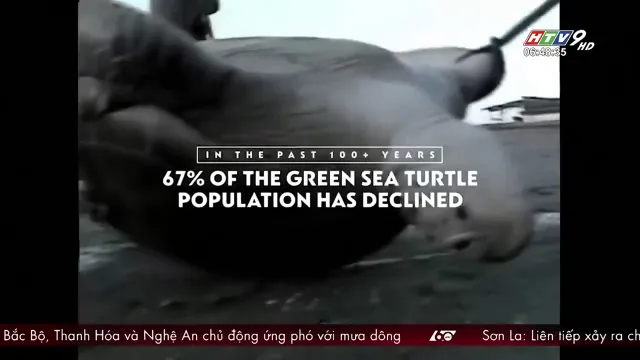 HTV9 HD
06:48:35
IN THE PAST 100+ YEARS
67% OF THE GREEN SEA TURTLE
POPULATION HAS DECLINED
Bắc Bộ, Thanh Hóa và Nghệ An chủ động ứng phó với mưa dông
60 Sơn La: Liên tiếp xảy ra ch